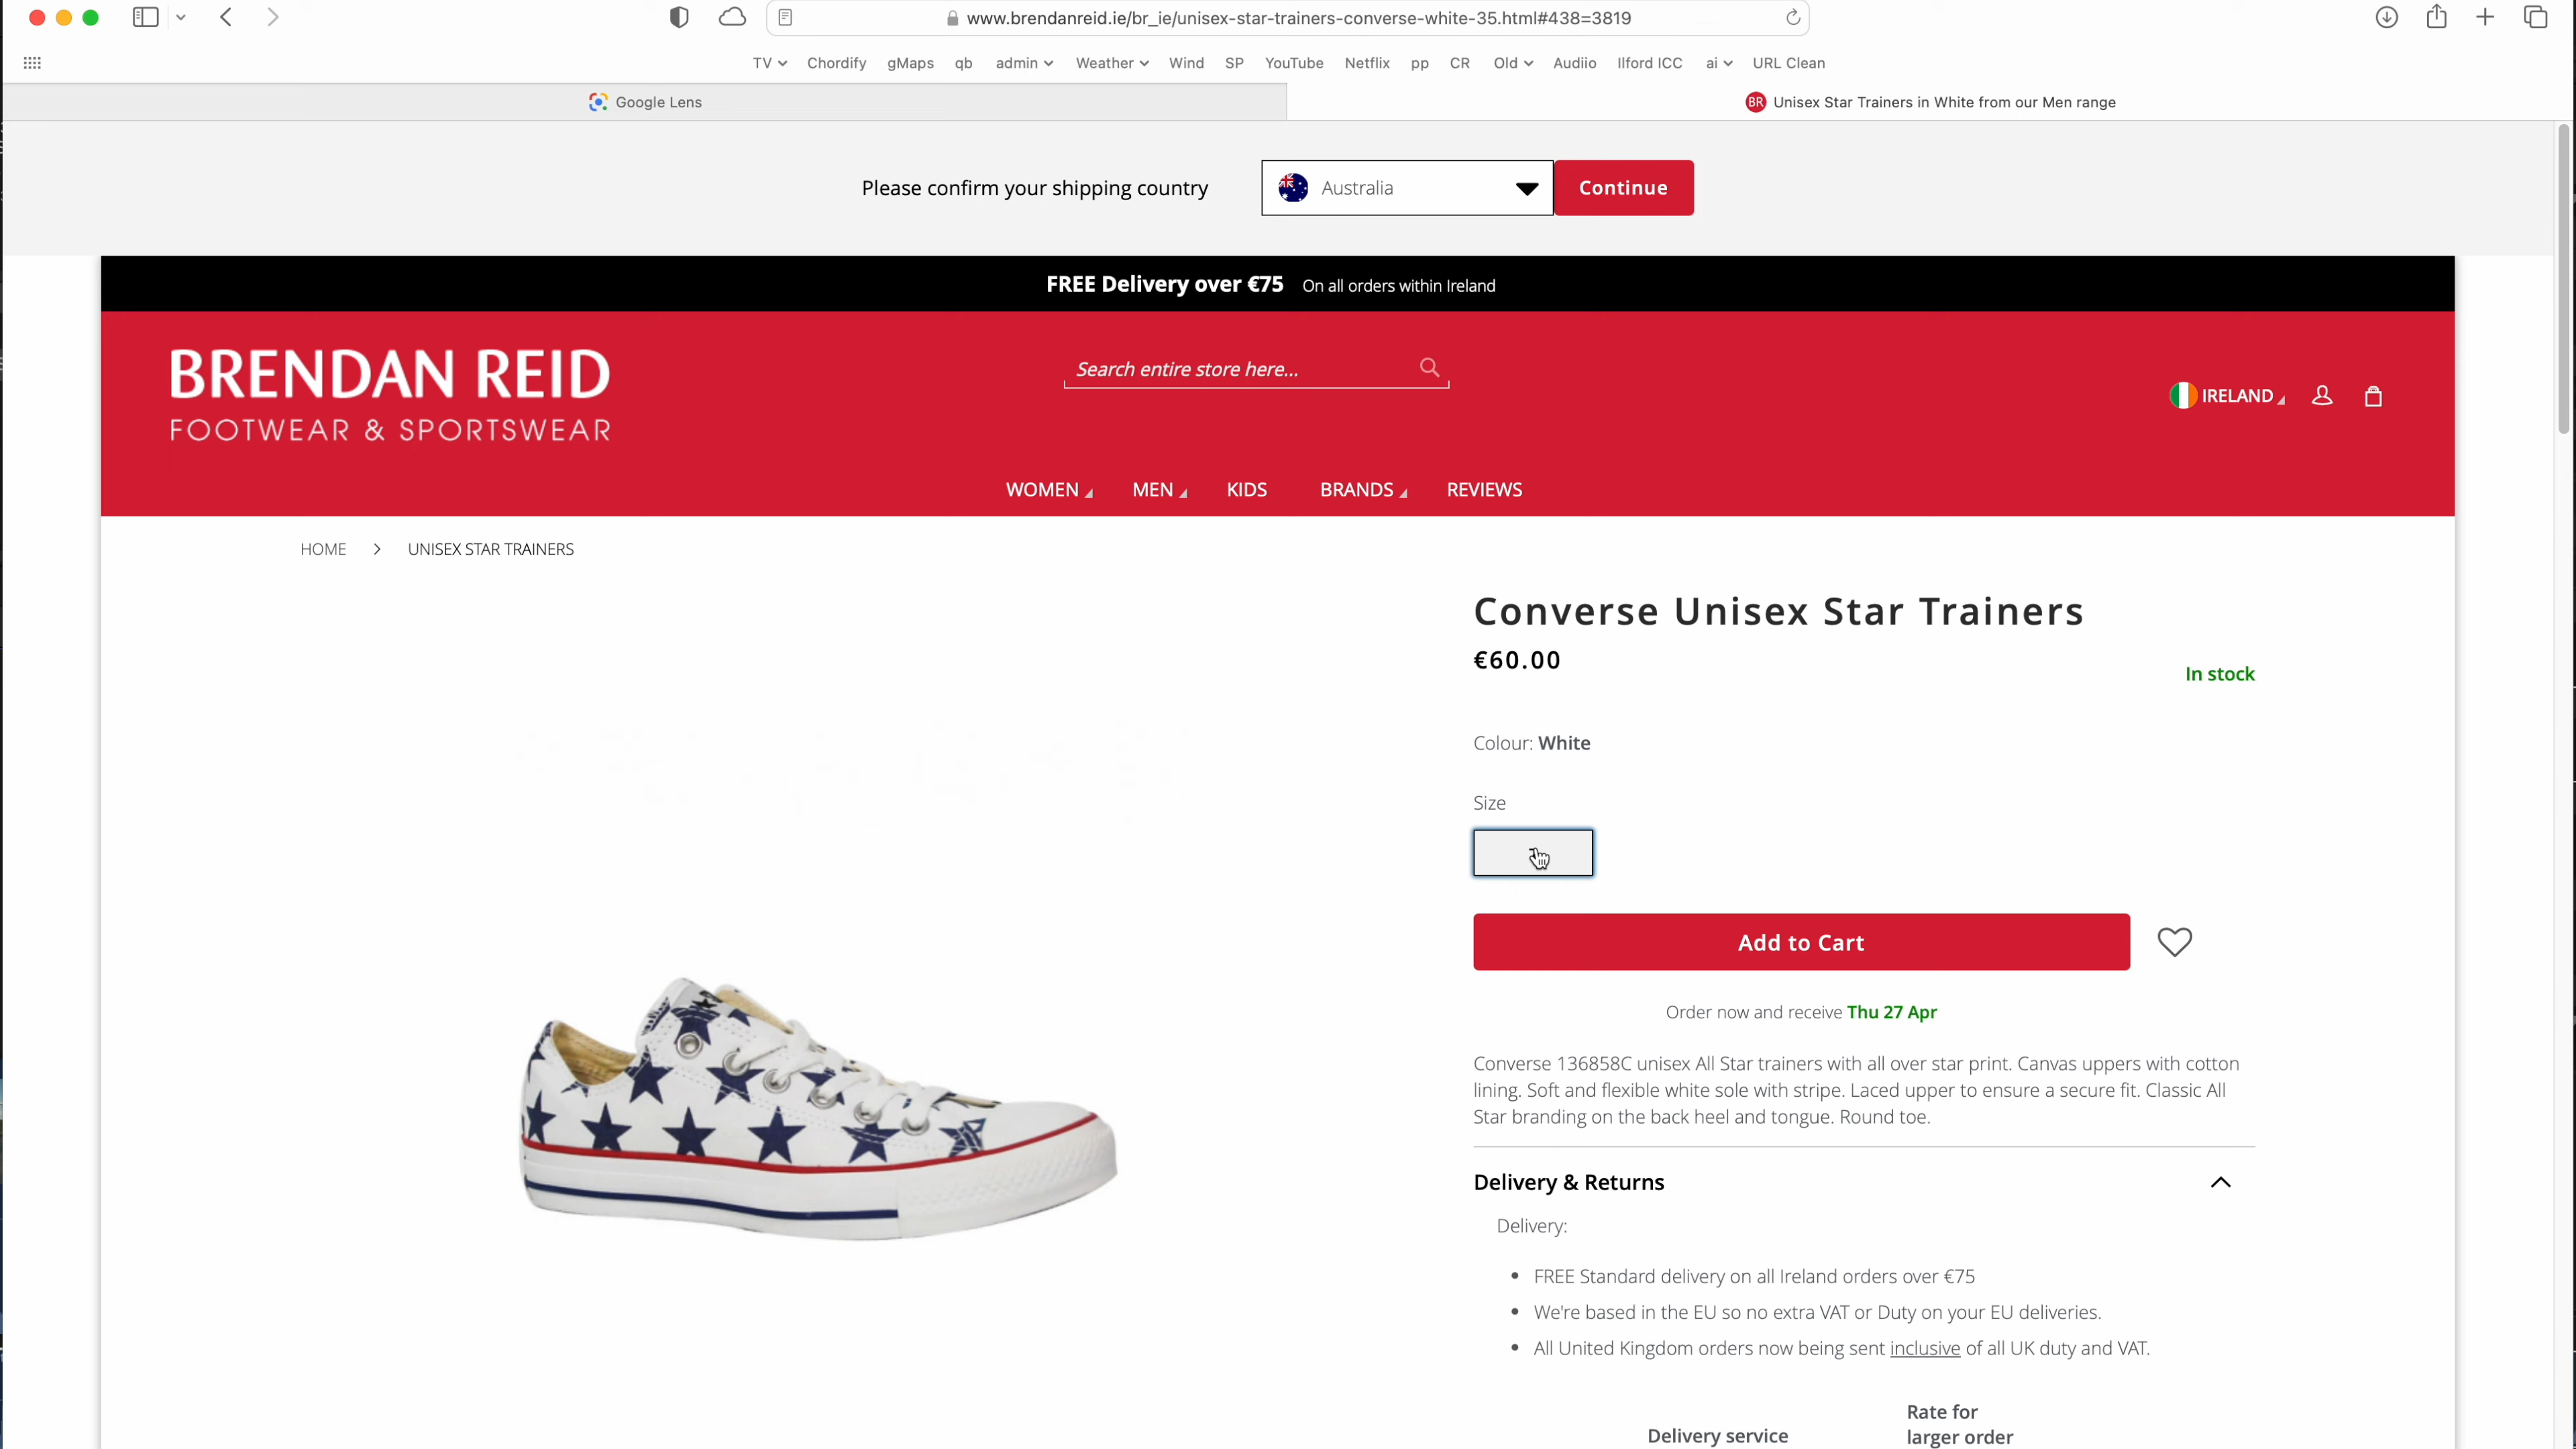 www.brendanreid.ie/br_ie/unisex-star-trainers-converse-white-35.html#438=3819
TV Chordify gMaps qb admin Weather Wind SP YouTube Netflix pp CR Old Audiio Ilford ICC ai URL Clean
Google Lens
BR Unisex Star Trainers in White from our Men range
Please confirm your shipping country
Australia
Continue
FREE Delivery over €75 On all orders within Ireland
BRENDAN REID
FOOTWEAR & SPORTSWEAR
Search entire store here...
IRELAND
WOMEN MEN KIDS BRANDS REVIEWS
HOME > UNISEX STAR TRAINERS
Converse Unisex Star Trainers
€60.00
In stock
Colour: White
Size
Add to Cart
Order now and receive Thu 27 Apr
Converse 136858C unisex All Star trainers with all over star print. Canvas uppers with cotton
lining. Soft and flexible white sole with stripe. Laced upper to ensure a secure fit. Classic All
Star branding on the back heel and tongue. Round toe.
Delivery & Returns
Delivery:
• FREE Standard delivery on all Ireland orders over €75
• We're based in the EU so no extra VAT or Duty on your EU deliveries.
• All United Kingdom orders now being sent inclusive of all UK duty and VAT.
Delivery service
Rate for
larger order